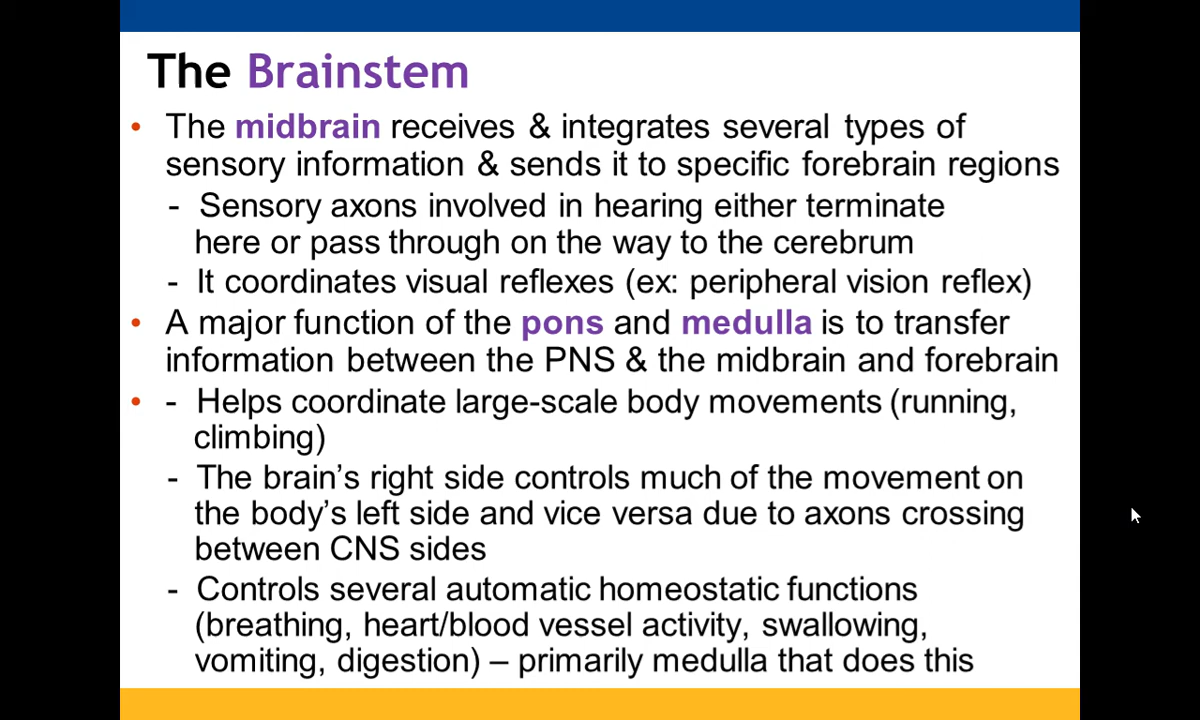 The Brainstem
• The midbrain receives & integrates several types of
sensory information & sends it to specific forebrain regions
- Sensory axons involved in hearing either terminate
here or pass through on the way to the cerebrum
- It coordinates visual reflexes (ex: peripheral vision reflex)
• A major function of the pons and medulla is to transfer
information between the PNS & the midbrain and forebrain
• - Helps coordinate large-scale body movements (running,
climbing)
- The brain’s right side controls much of the movement on
the body’s left side and vice versa due to axons crossing
between CNS sides
- Controls several automatic homeostatic functions
(breathing, heart/blood vessel activity, swallowing,
vomiting, digestion) – primarily medulla that does this